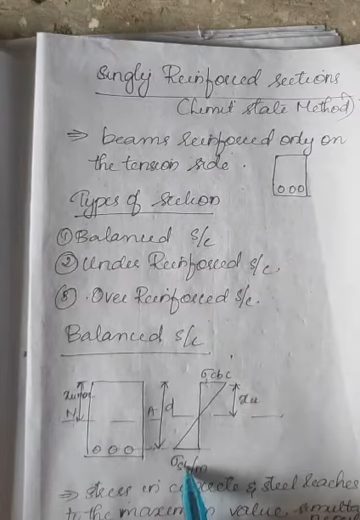 Singly Reinforced sections
(Limit state Method)
⇒ beams reinforced only on
the tension side.
Types of section
① Balanced s/c
② Under Reinforced s/c.
③ Over Reinforced s/c.
Balanced s/c
σcbc
N
A
d
xu
⇒ stress in concrete & steel reaches
to the maximum value